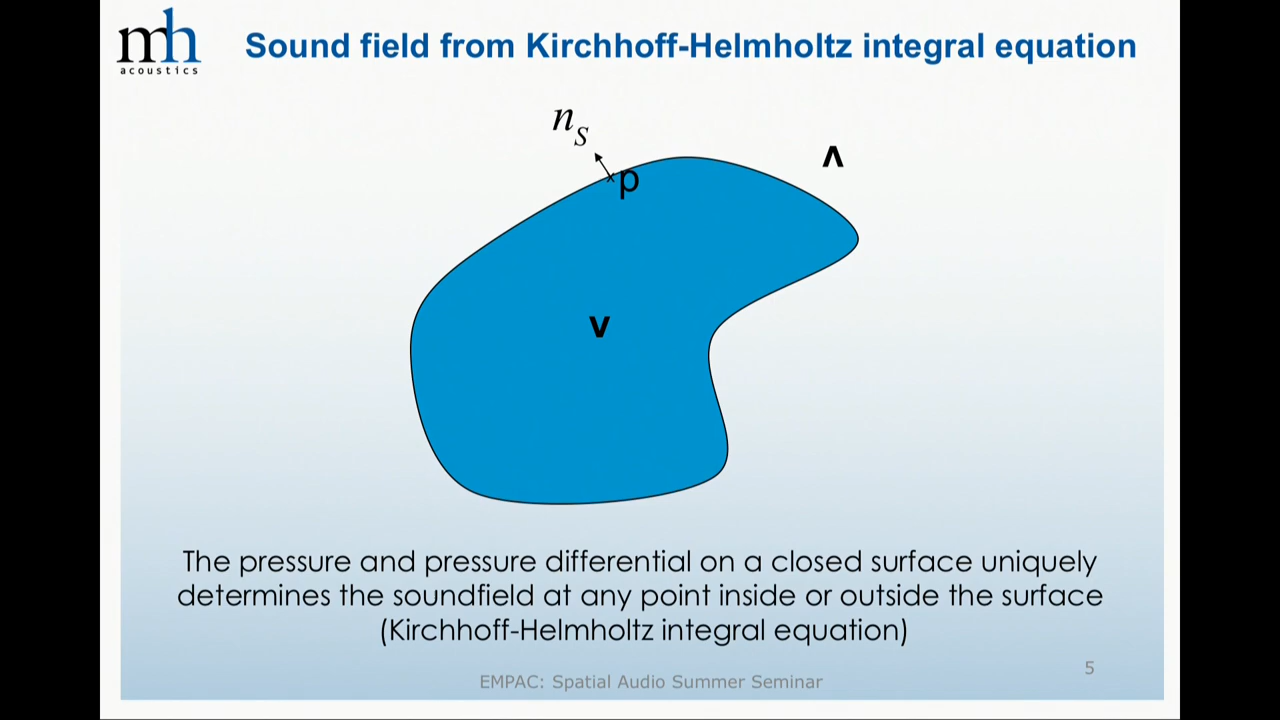 mh
acoustics
Sound field from Kirchhoff-Helmholtz integral equation
n_S
Λ
p
v
The pressure and pressure differential on a closed surface uniquely
determines the soundfield at any point inside or outside the surface
(Kirchhoff-Helmholtz integral equation)
5
EMPAC: Spatial Audio Summer Seminar